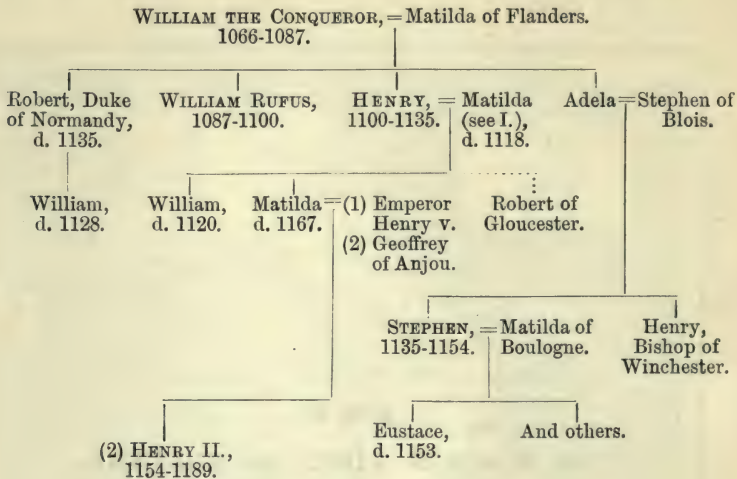 WILLIAM THE CONQUEROR, = Matilda of Flanders.
1066-1087.
Robert, Duke WILLIAM RUFUS, HENRY, = Matilda Adela = Stephen of
of Normandy, 1087-1100. 1100-1135. (see I.), Blois.
d. 1135. d. 1118.
William, William, Matilda = (1) Emperor Robert of
d. 1128. d. 1120. d. 1167. Henry V. Gloucester.
(2) Geoffrey
of Anjou.
STEPHEN, = Matilda of Henry,
1135-1154. Boulogne. Bishop of
Winchester.
Eustace, And others.
d. 1153.
(2) HENRY II.,
1154-1189.